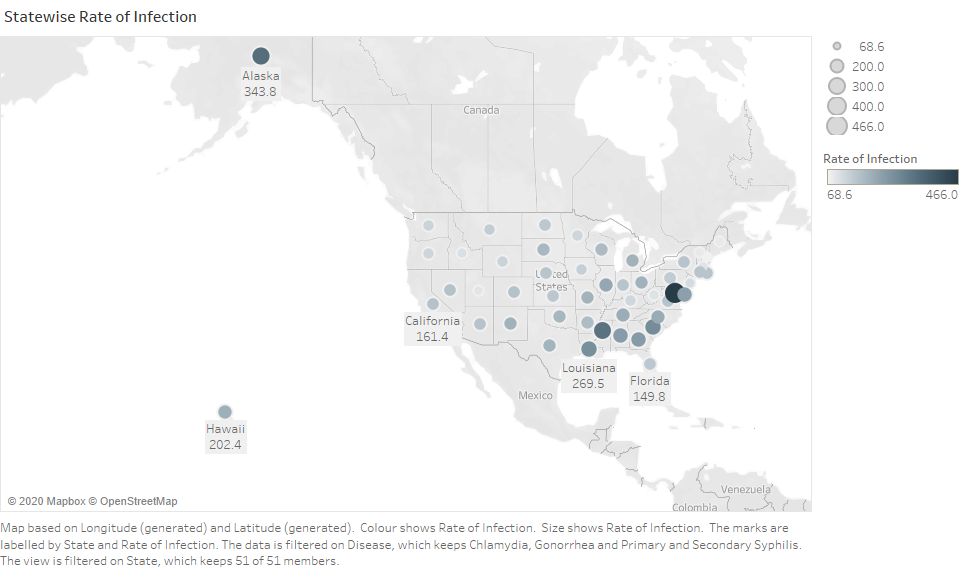 Statewise Rate of Infection
Alaska
343.8
Canada
United
States
California
161.4
Louisiana
269.5
Florida
149.8
Mexico
Hawaii
202.4
Venezuela
Colombia
© 2020 Mapbox © OpenStreetMap
68.6
200.0
300.0
400.0
466.0
Rate of Infection
68.6 466.0
Map based on Longitude (generated) and Latitude (generated). Colour shows Rate of Infection. Size shows Rate of Infection. The marks are
labelled by State and Rate of Infection. The data is filtered on Disease, which keeps Chlamydia, Gonorrhea and Primary and Secondary Syphilis.
The view is filtered on State, which keeps 51 of 51 members.